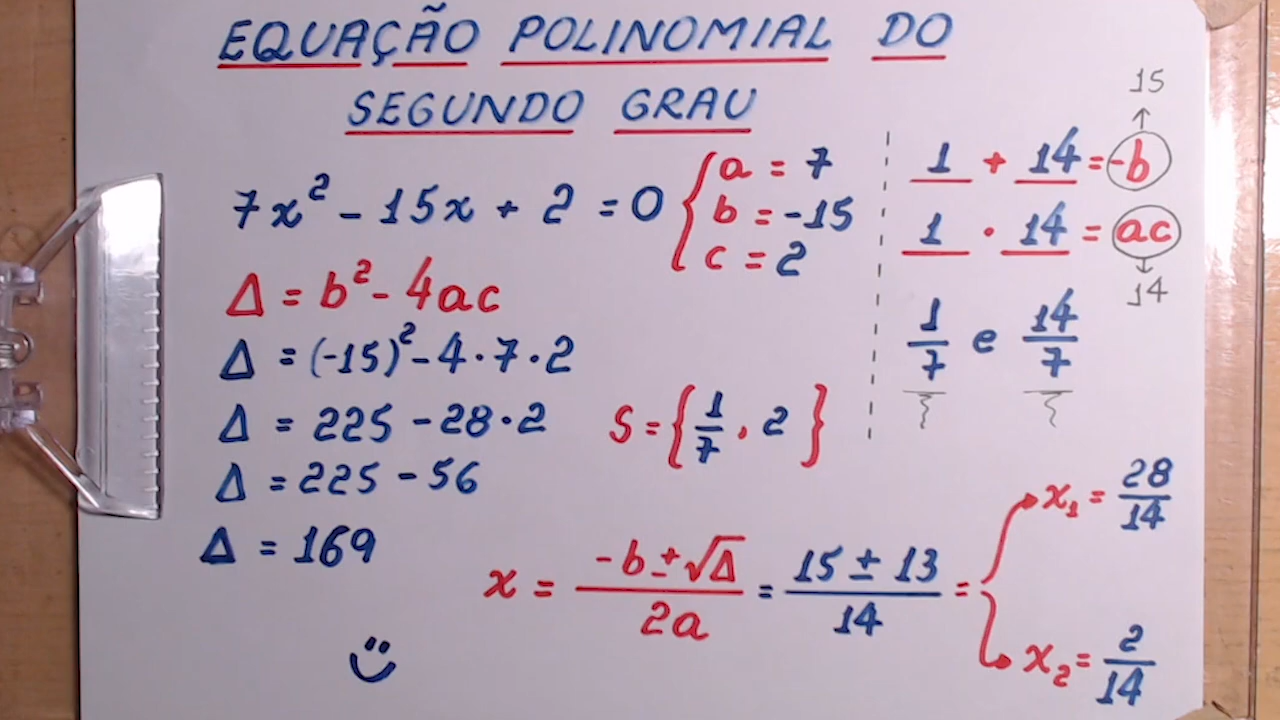 EQUAÇÃO POLINOMIAL DO
SEGUNDO GRAU
7x² - 15x + 2 = 0
a = 7
b = -15
c = 2
Δ = b² - 4ac
Δ = (-15)² - 4·7·2
Δ = 225 - 28·2
Δ = 225 - 56
Δ = 169
S = {1/7, 2}
x = (-b ± √Δ)/2a = (15 ± 13)/14 =
x₁ = 28/14
x₂ = 2/14
15
1 + 14 = -b
1 · 14 = ac
14
1/7 e 14/7